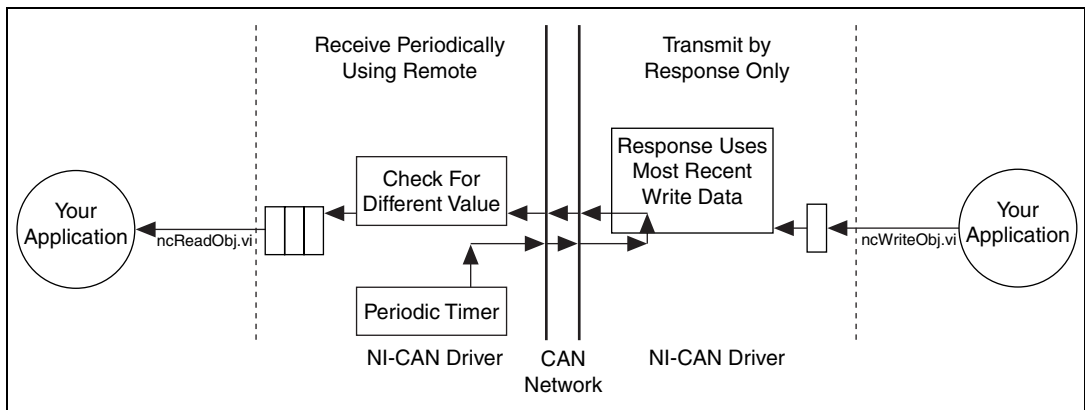 Receive Periodically
Using Remote
Transmit by
Response Only
Your
Application
ncReadObj.vi
Check For
Different Value
Periodic Timer
Response Uses
Most Recent
Write Data
ncWriteObj.vi
Your
Application
NI-CAN Driver
CAN
Network
NI-CAN Driver